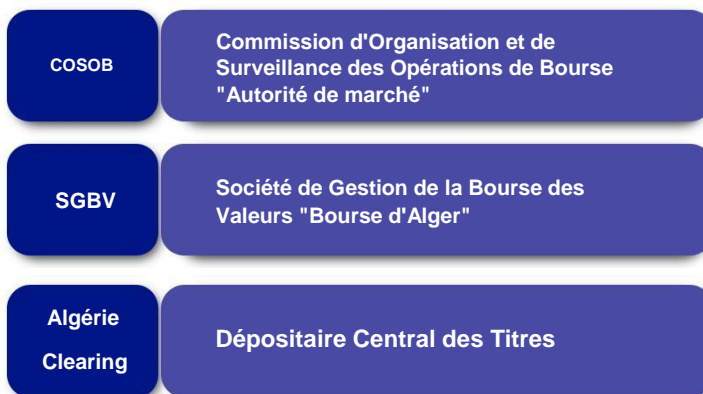 COSOB
Commission d'Organisation et de
Surveillance des Opérations de Bourse
"Autorité de marché"
SGBV
Société de Gestion de la Bourse des
Valeurs "Bourse d'Alger"
Algérie
Clearing
Dépositaire Central des Titres